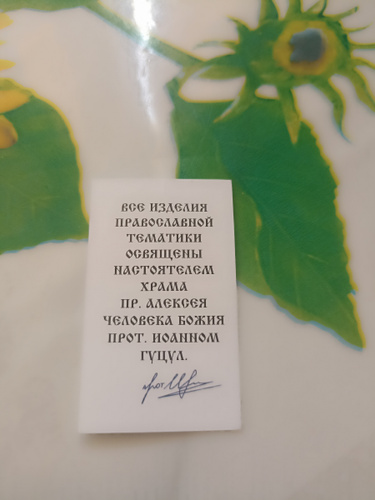 ВСЕ ИЗДЕЛИЯ
ПРАВОСЛАВНОЙ
ТЕМАТИКИ
ОСВЯЩЕНЫ
НАСТОЯТЕЛЕМ
ХРАМА
ПР. АЛЕКСЕЯ
ЧЕЛОВЕКА БОЖИЯ
ПРОТ. ИОАННОМ
ГУЦУЛ.